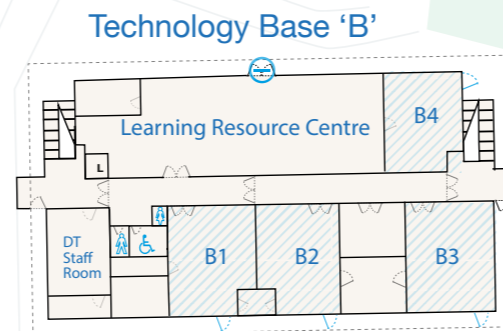 Technology Base ‘B’
Learning Resource Centre
B4
L
DT
Staff
Room
B1
B2
B3